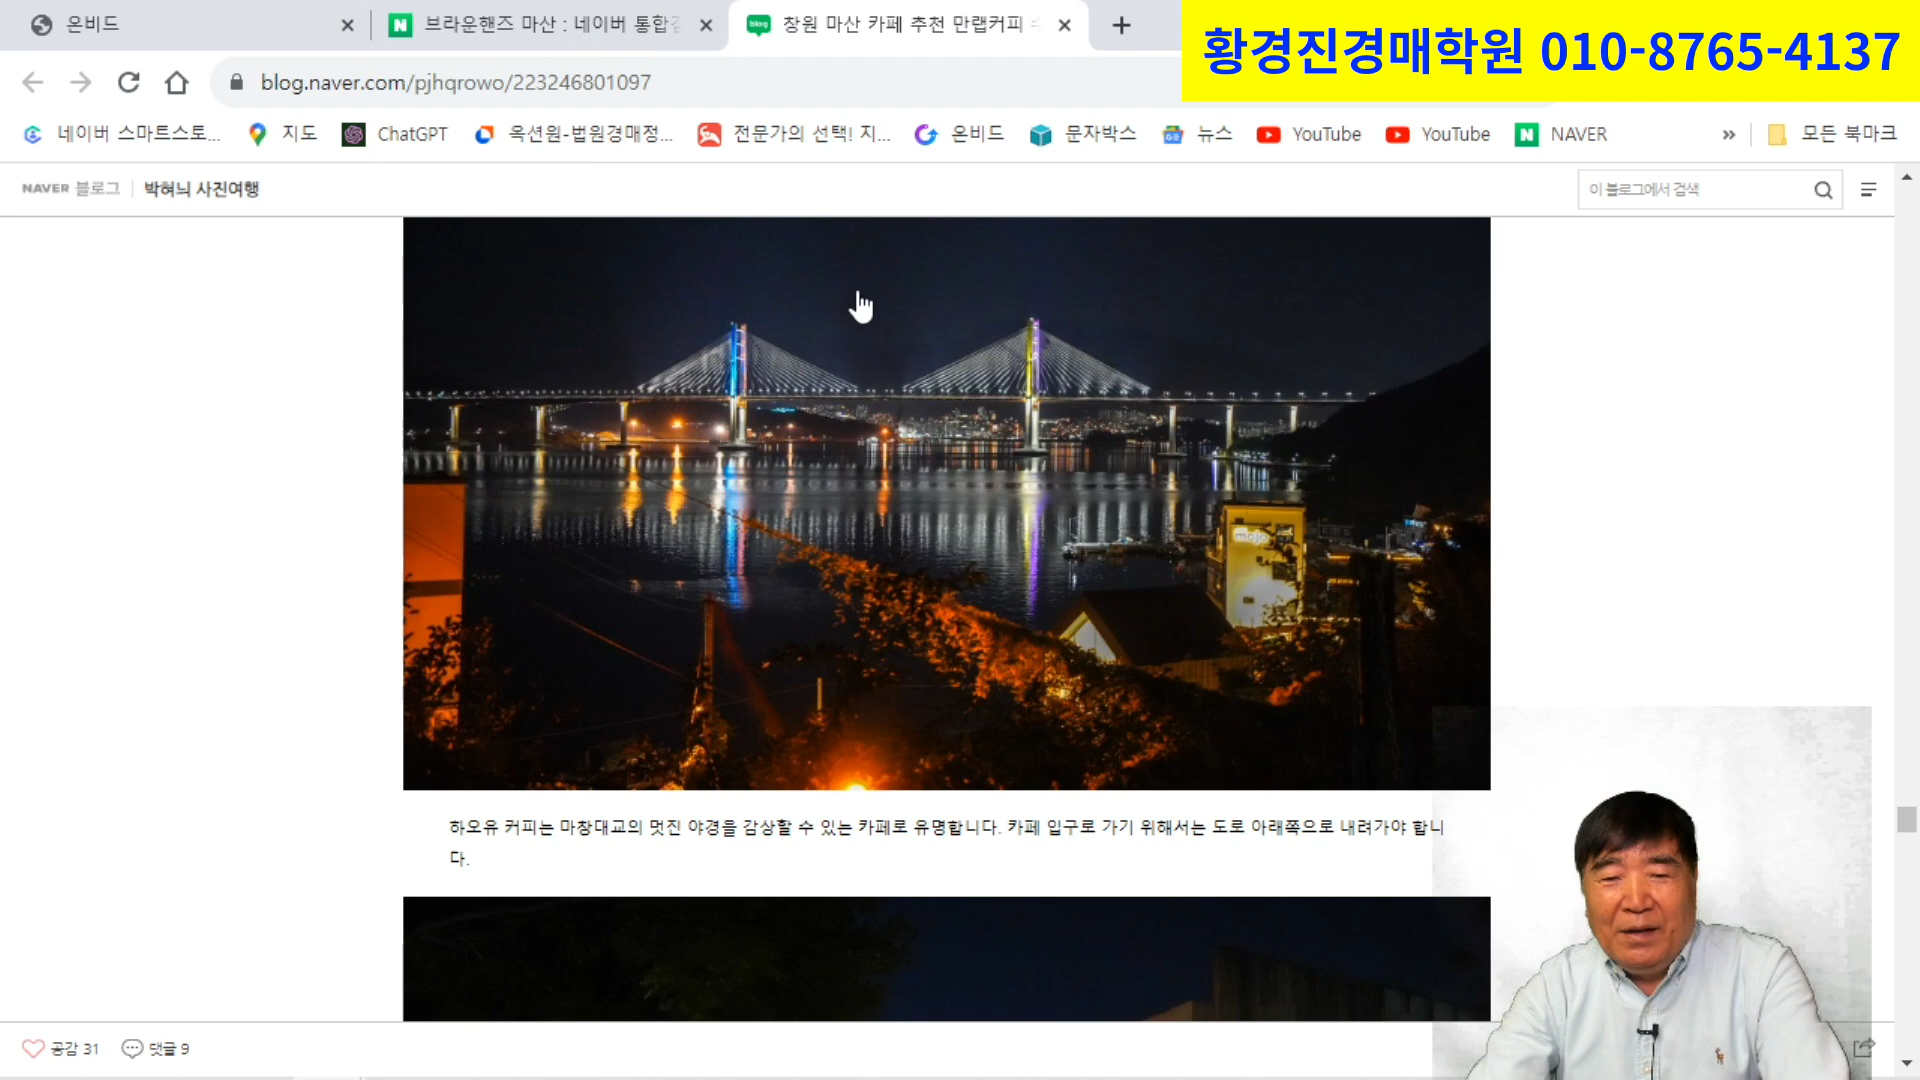 온비드
브라운핸즈 마산 : 네이버 통합검
창원 마산 카페 추천 만랩커피
황경진경매학원 010-8765-4137
blog.naver.com/pjhqrowo/223246801097
네이버 스마트스토...
지도
ChatGPT
옥션원-법원경매정...
전문가의 선택! 지...
온비드
문자박스
뉴스
YouTube
YouTube
NAVER
모든 북마크
NAVER 블로그
박혀늬 사진여행
이 블로그에서 검색
mojo
하오유 커피는 마창대교의 멋진 야경을 감상할 수 있는 카페로 유명합니다. 카페 입구로 가기 위해서는 도로 아래쪽으로 내려가야 합니
다.
공감 31
댓글 9